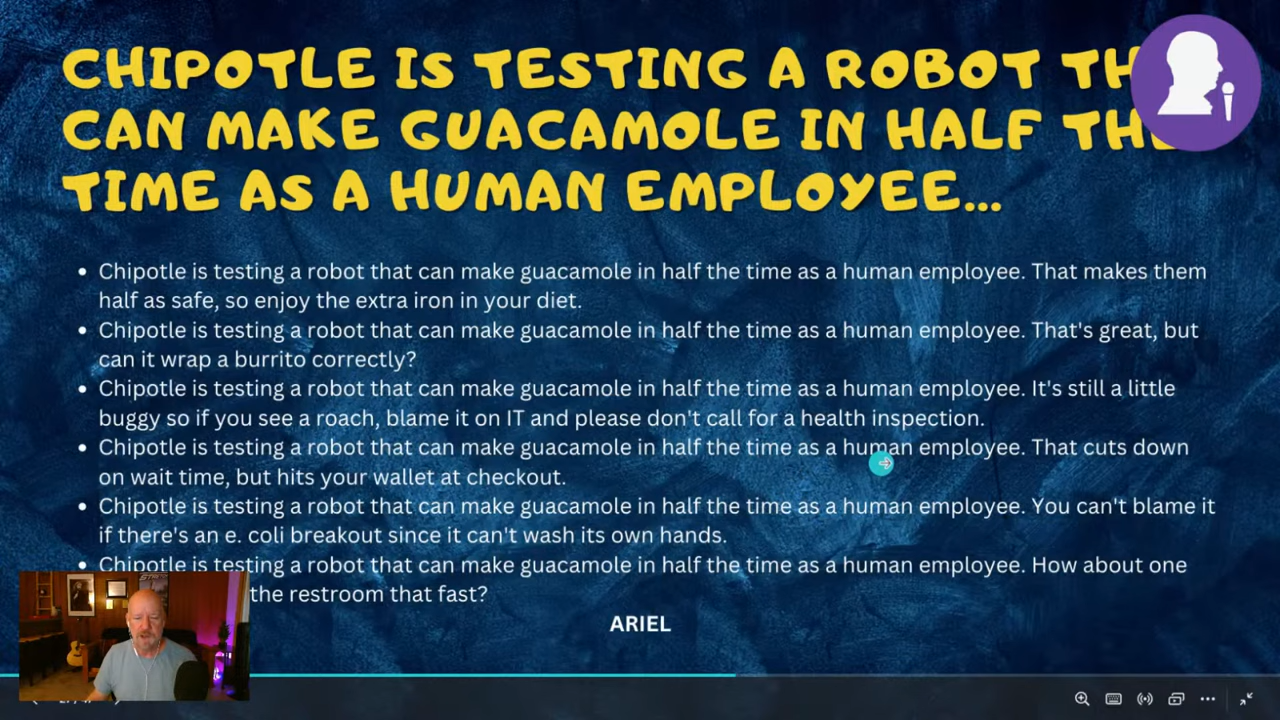 CHIPOTLE IS TESTING A ROBOT
CAN MAKE GUACAMOLE IN HALF THE
TIME AS A HUMAN EMPLOYEE...
• Chipotle is testing a robot that can make guacamole in half the time as a human employee. That makes them
half as safe, so enjoy the extra iron in your diet.
• Chipotle is testing a robot that can make guacamole in half the time as a human employee. That's great, but
can it wrap a burrito correctly?
• Chipotle is testing a robot that can make guacamole in half the time as a human employee. It's still a little
buggy so if you see a roach, blame it on IT and please don't call for a health inspection.
• Chipotle is testing a robot that can make guacamole in half the time as a human employee. That cuts down
on wait time, but hits your wallet at checkout.
• Chipotle is testing a robot that can make guacamole in half the time as a human employee. You can't blame it
if there's an e. coli breakout since it can't wash its own hands.
• Chipotle is testing a robot that can make guacamole in half the time as a human employee. How about one
the restroom that fast?
ARIEL